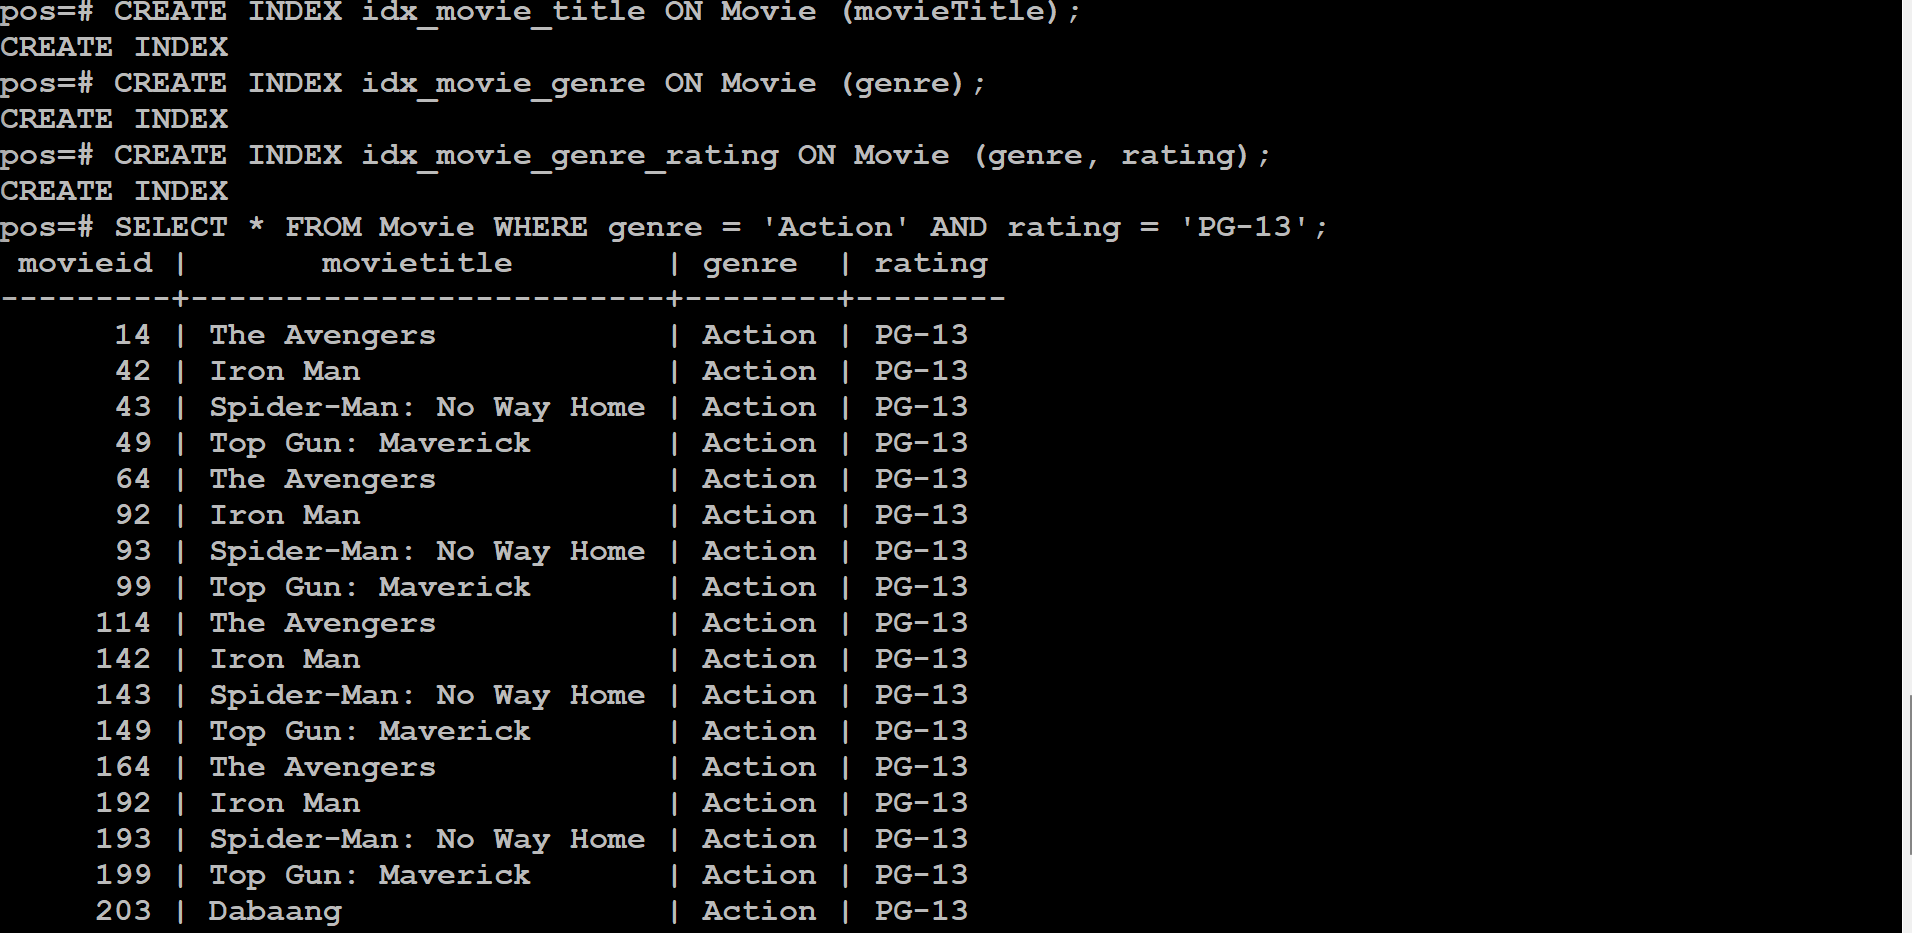 pos=# CREATE INDEX idx_movie_title ON Movie (movieTitle);
CREATE INDEX
pos=# CREATE INDEX idx_movie_genre ON Movie (genre);
CREATE INDEX
pos=# CREATE INDEX idx_movie_genre_rating ON Movie (genre, rating);
CREATE INDEX
pos=# SELECT * FROM Movie WHERE genre = 'Action' AND rating = 'PG-13';
 movieid |       movietitle        | genre  | rating
---------+-------------------------+--------+--------
      14 | The Avengers            | Action | PG-13
      42 | Iron Man                | Action | PG-13
      43 | Spider-Man: No Way Home | Action | PG-13
      49 | Top Gun: Maverick       | Action | PG-13
      64 | The Avengers            | Action | PG-13
      92 | Iron Man                | Action | PG-13
      93 | Spider-Man: No Way Home | Action | PG-13
      99 | Top Gun: Maverick       | Action | PG-13
     114 | The Avengers            | Action | PG-13
     142 | Iron Man                | Action | PG-13
     143 | Spider-Man: No Way Home | Action | PG-13
     149 | Top Gun: Maverick       | Action | PG-13
     164 | The Avengers            | Action | PG-13
     192 | Iron Man                | Action | PG-13
     193 | Spider-Man: No Way Home | Action | PG-13
     199 | Top Gun: Maverick       | Action | PG-13
     203 | Dabaang                 | Action | PG-13